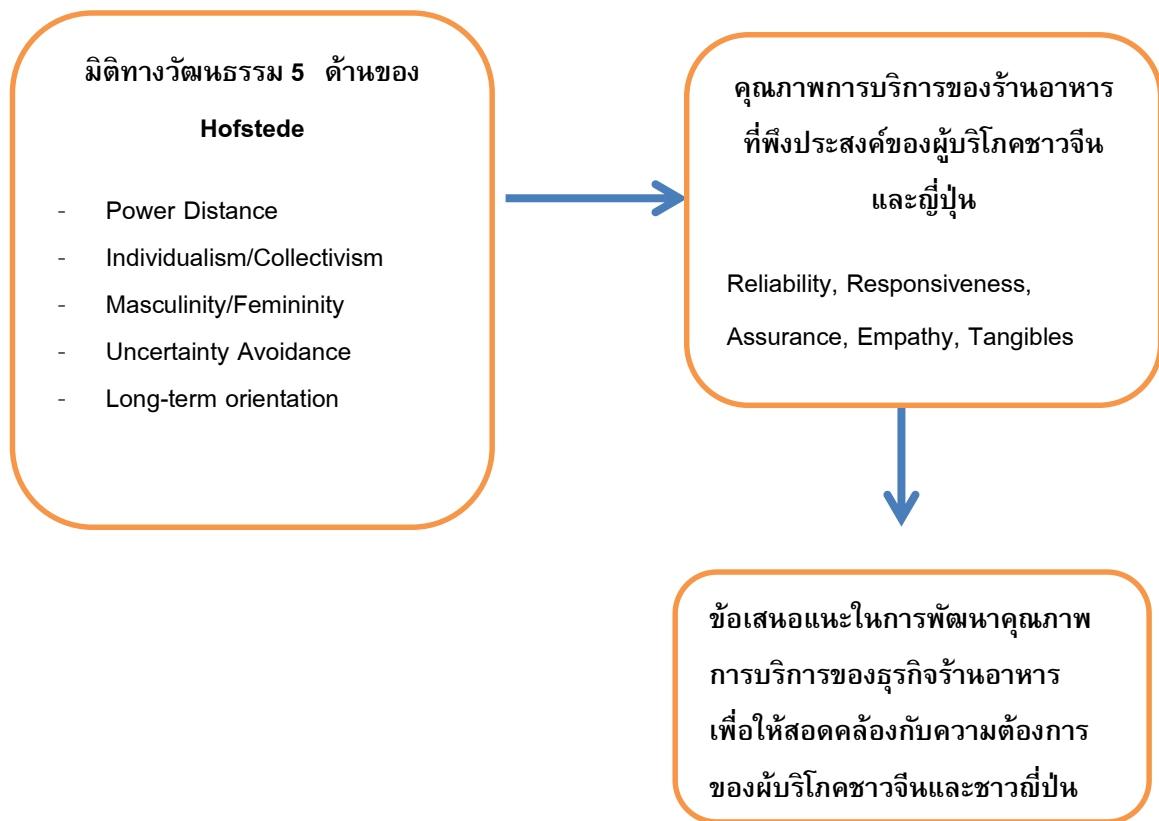 มิติทางวัฒนธรรม 5 ด้านของ
Hofstede
- Power Distance
- Individualism/Collectivism
- Masculinity/Femininity
- Uncertainty Avoidance
- Long-term orientation
คุณภาพการบริการของร้านอาหาร
ที่พึงประสงค์ของผู้บริโภคชาวจีน
และญี่ปุ่น
Reliability, Responsiveness,
Assurance, Empathy, Tangibles
ข้อเสนอแนะในการพัฒนาคุณภาพ
การบริการของธุรกิจร้านอาหาร
เพื่อให้สอดคล้องกับความต้องการ
ของผู้บริโภคชาวจีนและชาวญี่ปุ่น